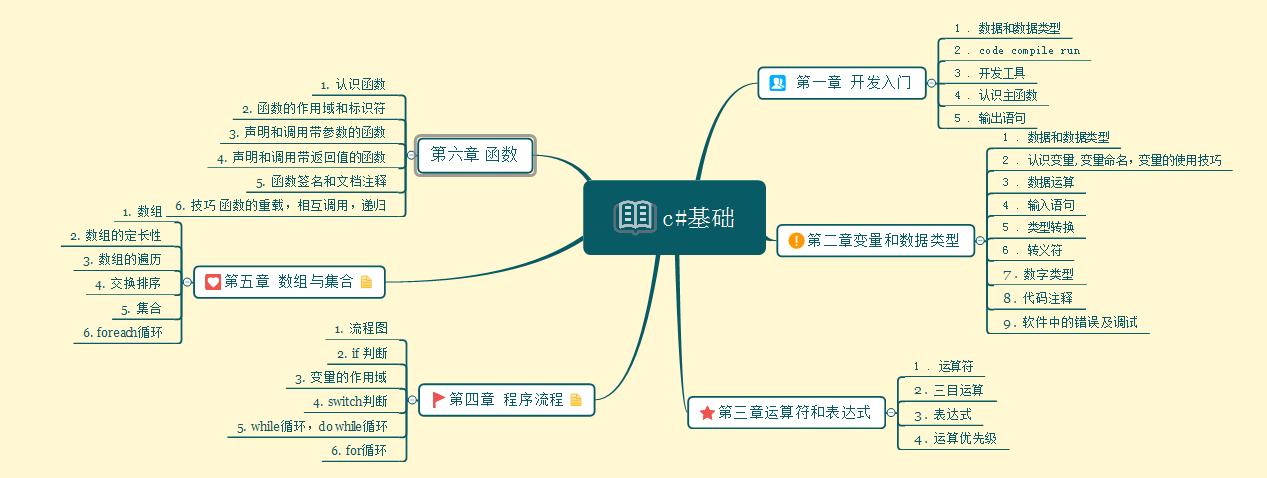 c#基础
第一章 开发入门
1 . 数据和数据类型
2 . code compile run
3 . 开发工具
4 . 认识主函数
5 . 输出语句
第二章变量和数据类型
1 . 数据和数据类型
2 . 认识变量,变量命名，变量的使用技巧
3 . 数据运算
4 . 输入语句
5 . 类型转换
6 . 转义符
7. 数字类型
8. 代码注释
9. 软件中的错误及调试
第三章运算符和表达式
1 . 运算符
2. 三目运算
3. 表达式
4. 运算优先级
第四章 程序流程
1. 流程图
2. if 判断
3. 变量的作用域
4. switch判断
5. while循环，do while循环
6. for循环
第五章 数组与集合
1. 数组
2. 数组的定长性
3. 数组的遍历
4. 交换排序
5. 集合
6. foreach循环
第六章 函数
1. 认识函数
2. 函数的作用域和标识符
3. 声明和调用带参数的函数
4. 声明和调用带返回值的函数
5. 函数签名和文档注释
6. 技巧 函数的重载，相互调用，递归